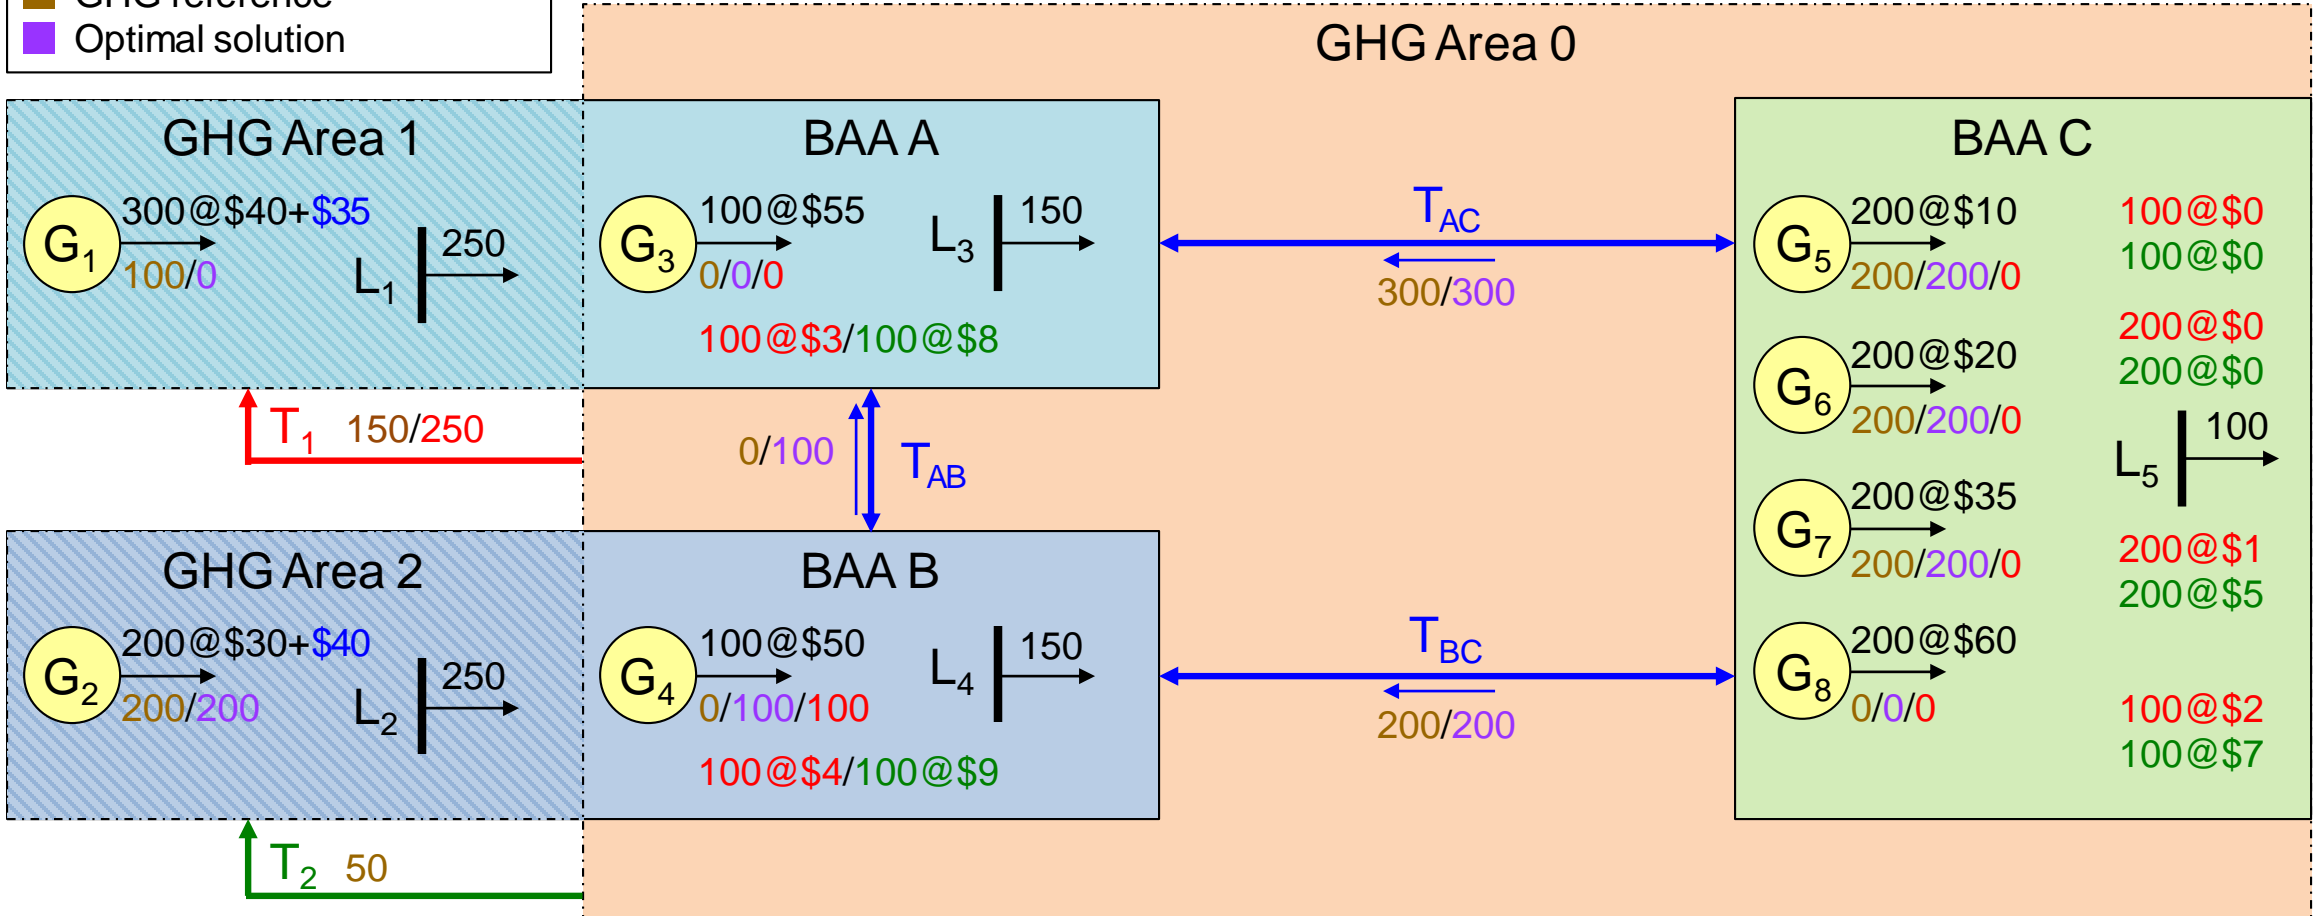 GHG reference
Optimal solution
GHG Area 0
GHG Area 1
BAA A
BAA C
G1
300@$40+$35
100/0
L1
250
G3
100@$55
0/0/0
L3
150
100@$3/100@$8
TAC
300/300
G5
200@$10
200/200/0
100@$0
100@$0
G6
200@$20
200/200/0
200@$0
200@$0
T1 150/250
0/100
TAB
L5
100
G7
200@$35
200/200/0
200@$1
200@$5
GHG Area 2
BAA B
G2
200@$30+$40
200/200
L2
250
G4
100@$50
0/100/100
L4
150
100@$4/100@$9
TBC
200/200
G8
200@$60
0/0/0
100@$2
100@$7
T2 50